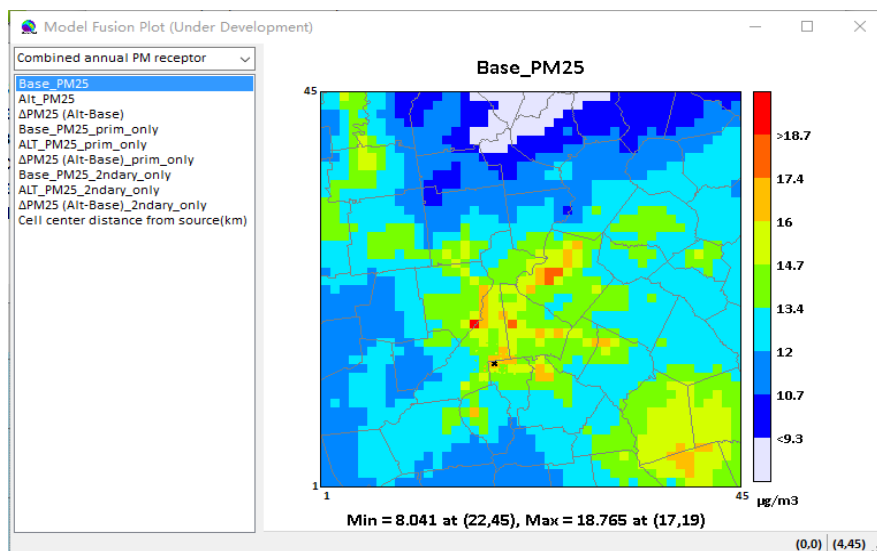 Model Fusion Plot (Under Development)
Combined annual PM receptor
Base_PM25
Alt_PM25
ΔPM25 (Alt-Base)
Base_PM25_prim_only
ALT_PM25_prim_only
ΔPM25 (Alt-Base)_prim_only
Base_PM25_2ndary_only
ALT_PM25_2ndary_only
ΔPM25 (Alt-Base)_2ndary_only
Cell center distance from source(km)
Base_PM25
45
1
1
45
>18.7
17.4
16
14.7
13.4
12
10.7
<9.3
µg/m3
Min = 8.041 at (22,45), Max = 18.765 at (17,19)
(0,0) (4,45)